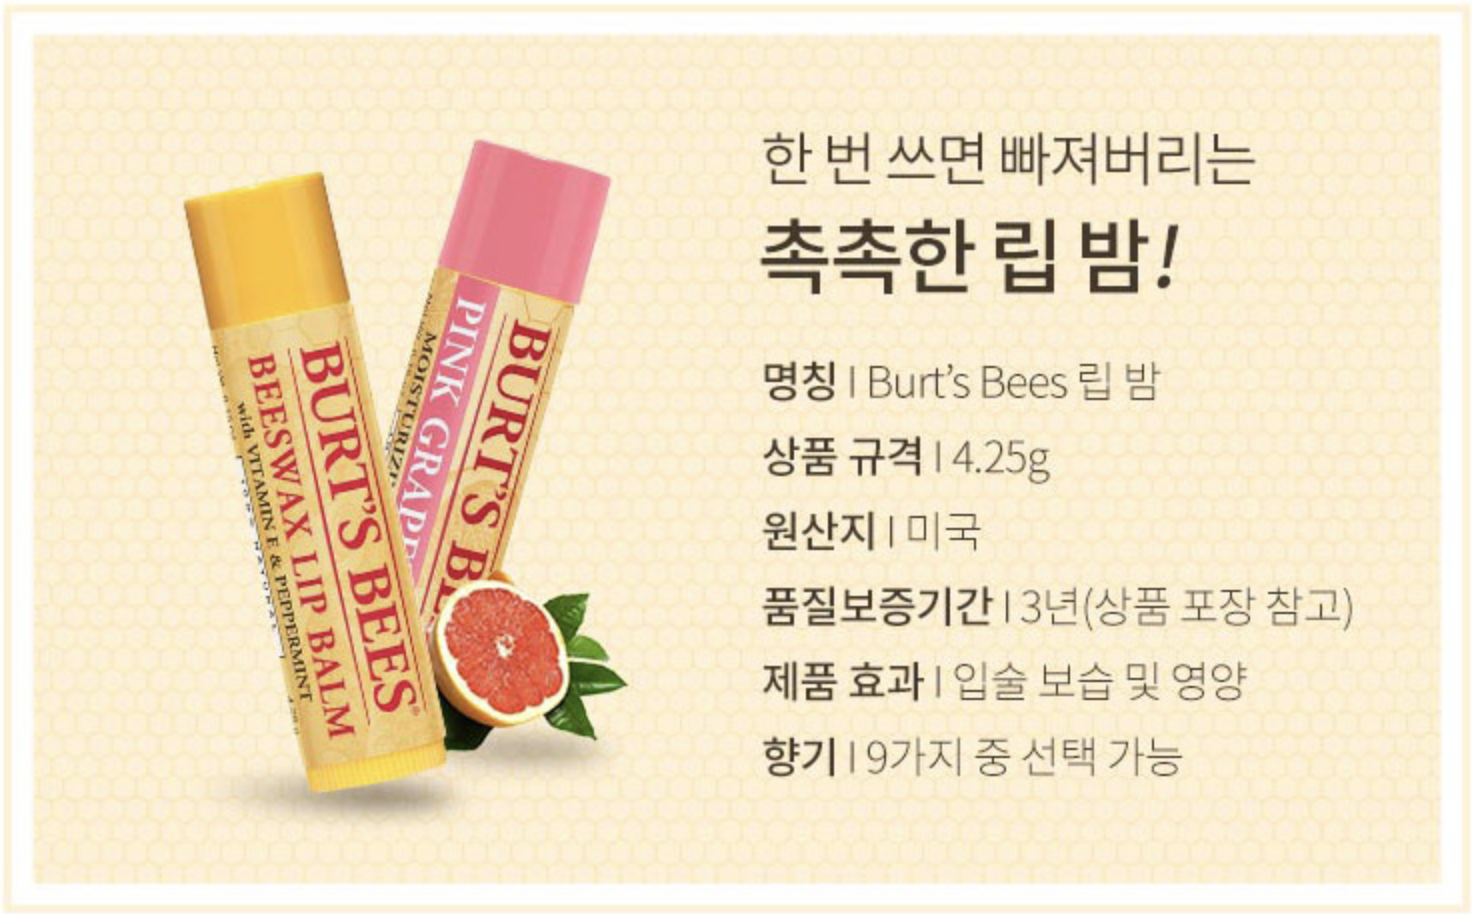 한 번 쓰면 빠져버리는
촉촉한 립 밤!
명칭 | Burt's Bees 립 밤
상품 규격 | 4.25g
원산지 | 미국
품질보증기간 | 3년(상품 포장 참고)
제품 효과 | 입술 보습 및 영양
향기 | 9가지 중 선택 가능
BURT'S BEES®
BEESWAX LIP BALM
with VITAMIN E & PEPPERMINT
BURT'S
PINK